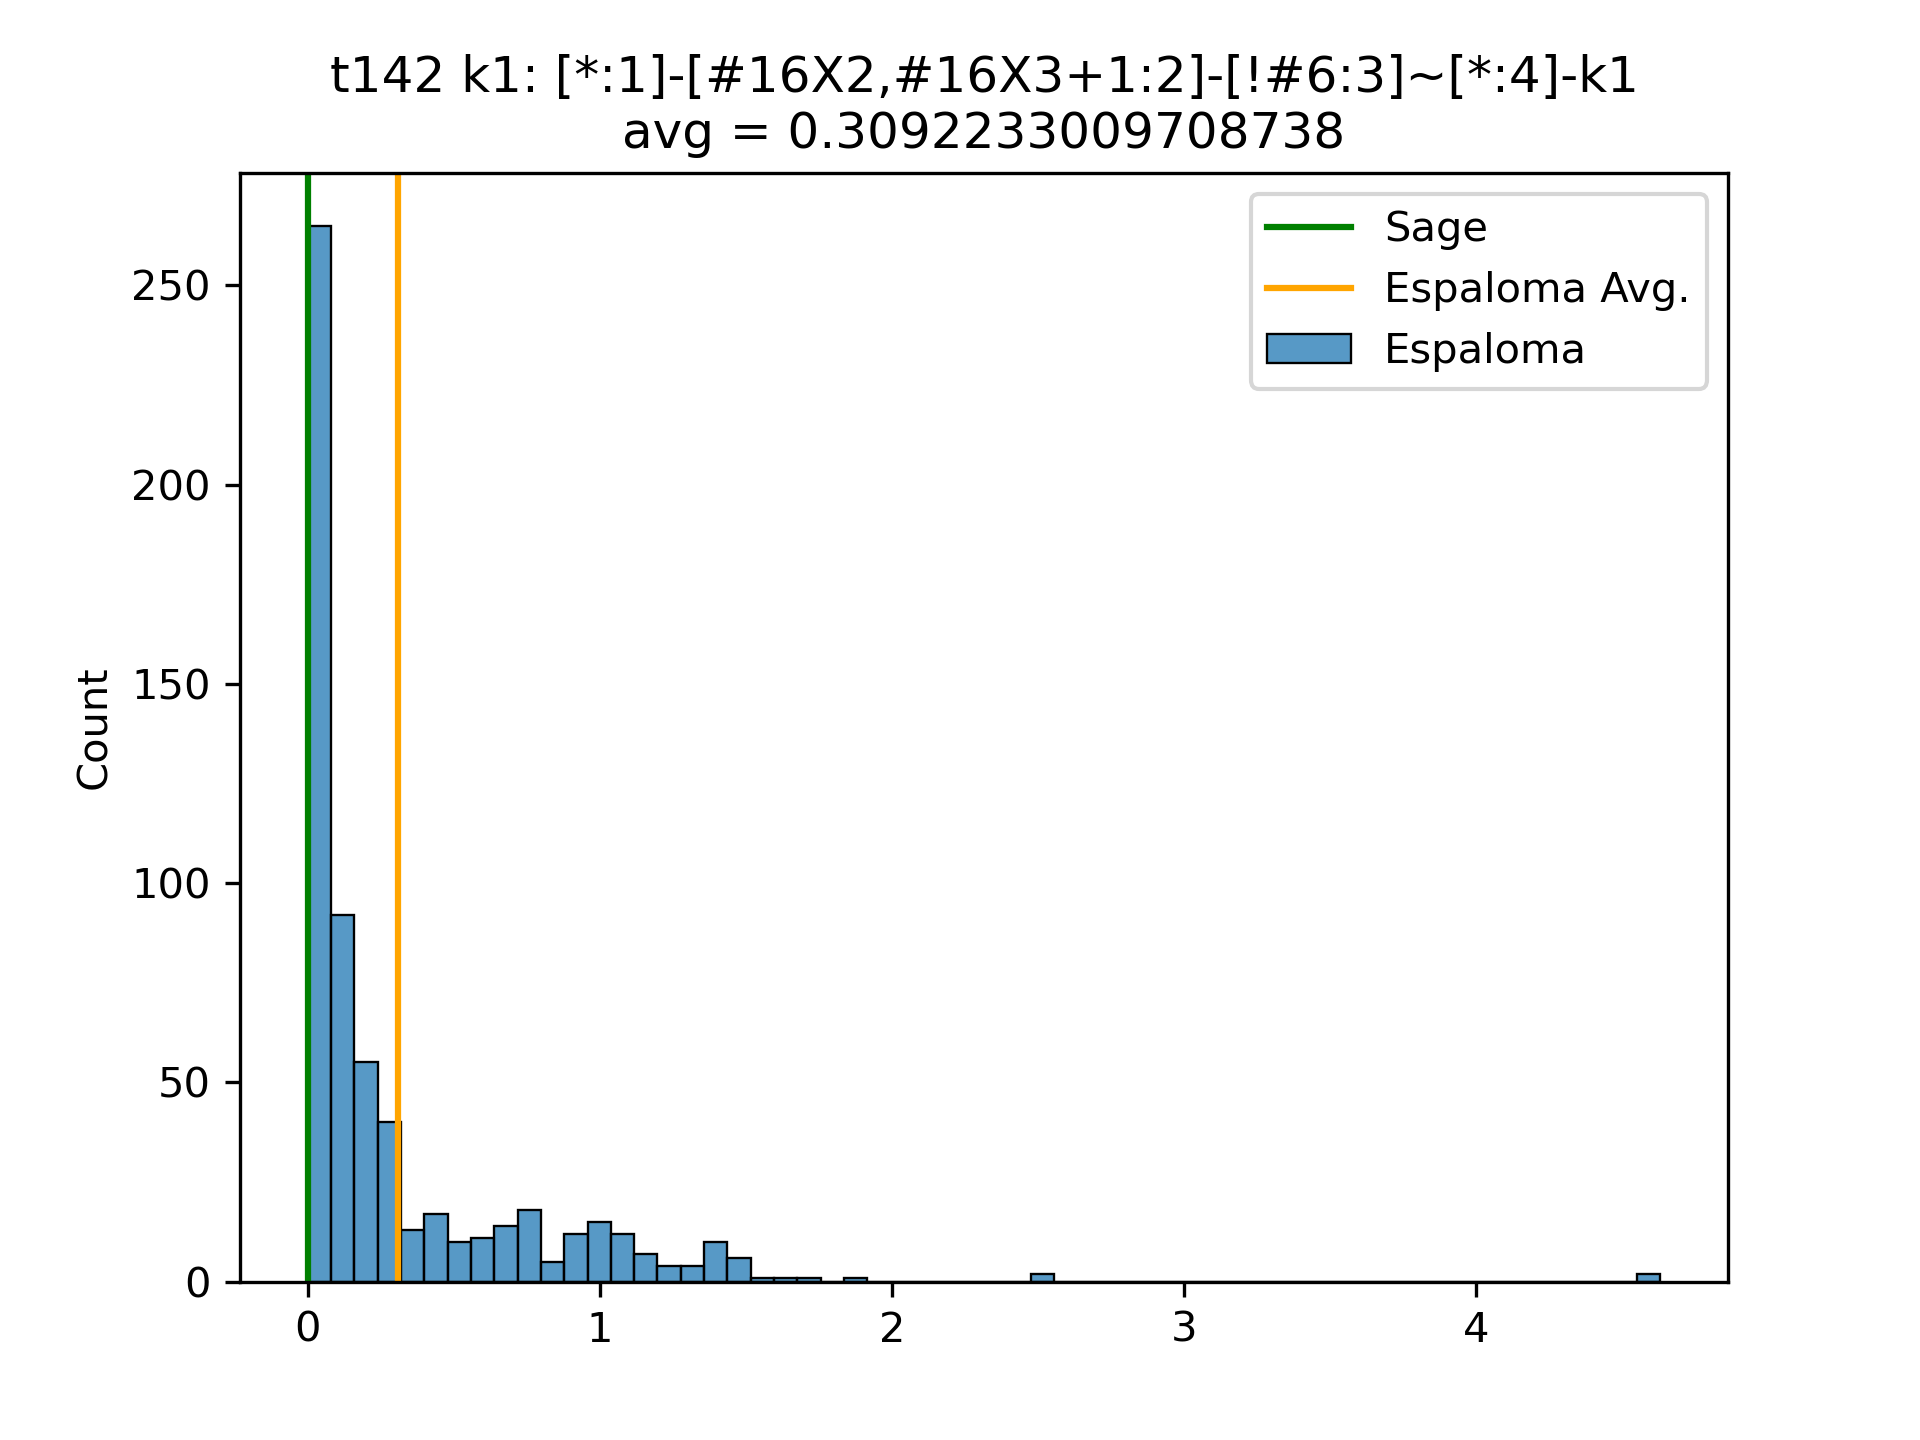 t142 k1: [*:1]-[#16X2,#16X3+1:2]-[!#6:3]~[*:4]-k1
avg = 0.3092233009708738
Sage
Espaloma Avg.
Espaloma
Count
250
200
150
100
50
0
0 1 2 3 4